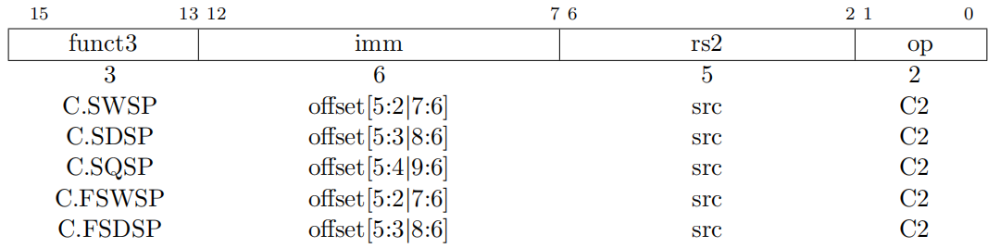 15 13 12 7 6 2 1 0
funct3 imm rs2 op
3 6 5 2
C.SWSP offset[5:2|7:6] src C2
C.SDSP offset[5:3|8:6] src C2
C.SQSP offset[5:4|9:6] src C2
C.FSWSP offset[5:2|7:6] src C2
C.FSDSP offset[5:3|8:6] src C2